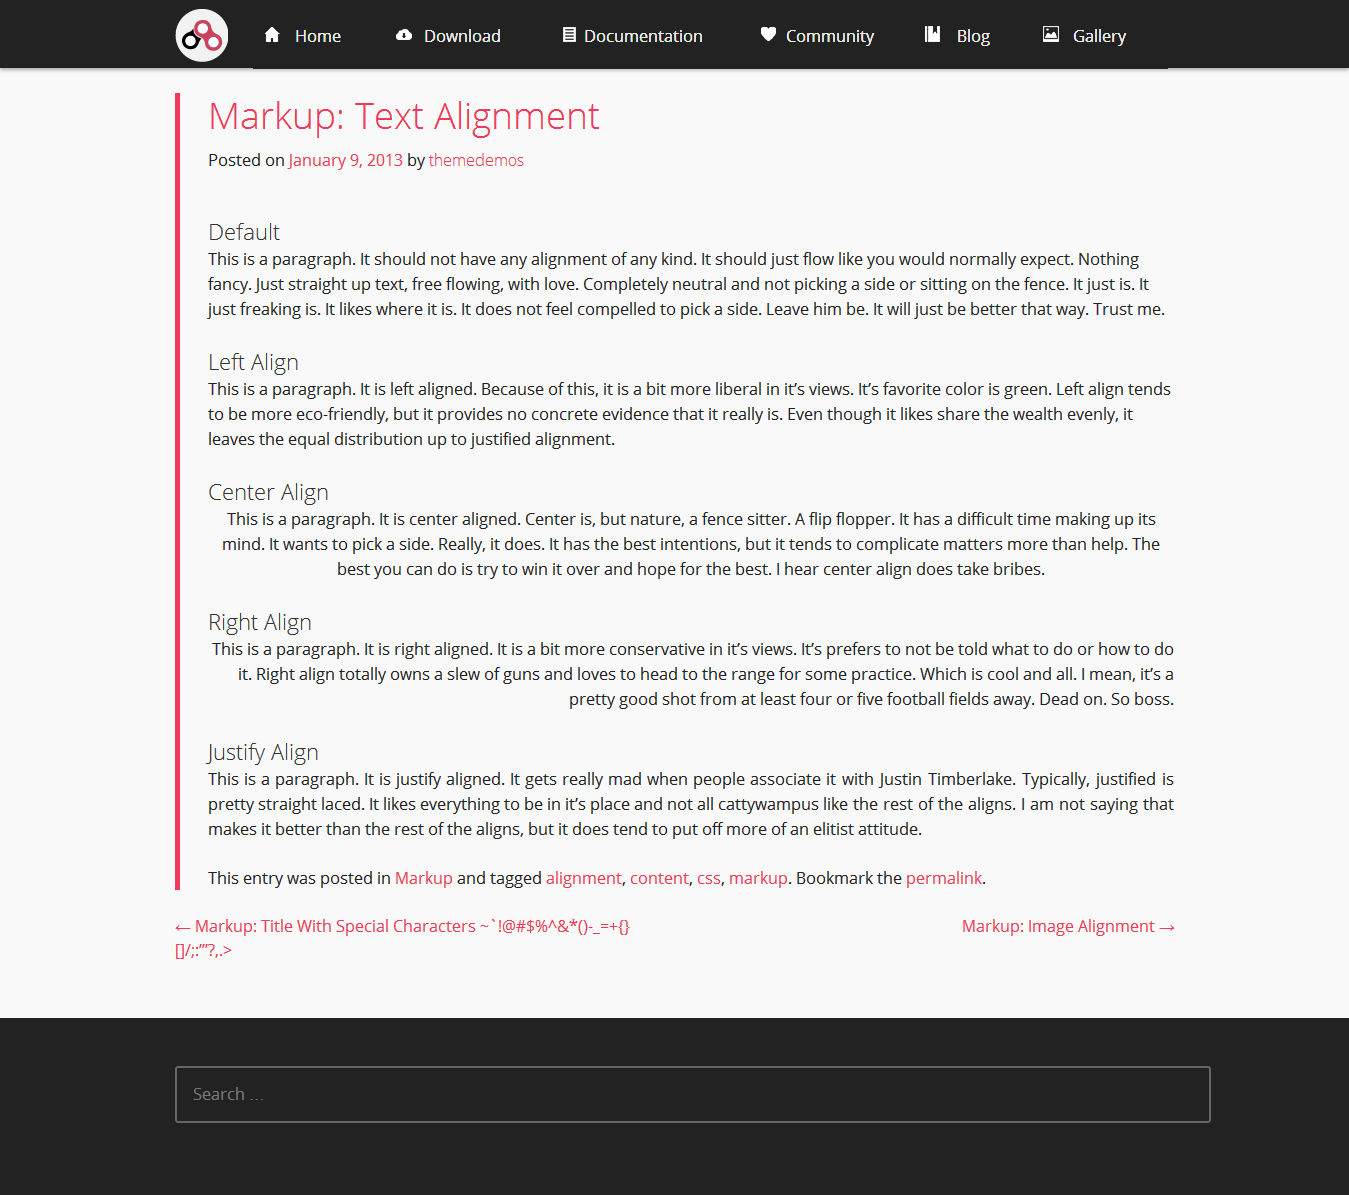 Home Download Documentation Community Blog Gallery
Markup: Text Alignment
Posted on January 9, 2013 by themedemos
Default
This is a paragraph. It should not have any alignment of any kind. It should just flow like you would normally expect. Nothing
fancy. Just straight up text, free flowing, with love. Completely neutral and not picking a side or sitting on the fence. It just is. It
just freaking is. It likes where it is. It does not feel compelled to pick a side. Leave him be. It will just be better that way. Trust me.
Left Align
This is a paragraph. It is left aligned. Because of this, it is a bit more liberal in it’s views. It’s favorite color is green. Left align tends
to be more eco-friendly, but it provides no concrete evidence that it really is. Even though it likes share the wealth evenly, it
leaves the equal distribution up to justified alignment.
Center Align
This is a paragraph. It is center aligned. Center is, but nature, a fence sitter. A flip flopper. It has a difficult time making up its
mind. It wants to pick a side. Really, it does. It has the best intentions, but it tends to complicate matters more than help. The
best you can do is try to win it over and hope for the best. I hear center align does take bribes.
Right Align
This is a paragraph. It is right aligned. It is a bit more conservative in it’s views. It’s prefers to not be told what to do or how to do
it. Right align totally owns a slew of guns and loves to head to the range for some practice. Which is cool and all. I mean, it’s a
pretty good shot from at least four or five football fields away. Dead on. So boss.
Justify Align
This is a paragraph. It is justify aligned. It gets really mad when people associate it with Justin Timberlake. Typically, justified is
pretty straight laced. It likes everything to be in it’s place and not all cattywampus like the rest of the aligns. I am not saying that
makes it better than the rest of the aligns, but it does tend to put off more of an elitist attitude.
This entry was posted in Markup and tagged alignment, content, css, markup. Bookmark the permalink.
← Markup: Title With Special Characters ~`!@#$%^&*()-_=+{}
[]/;:’”?,.>
Markup: Image Alignment →
Search …